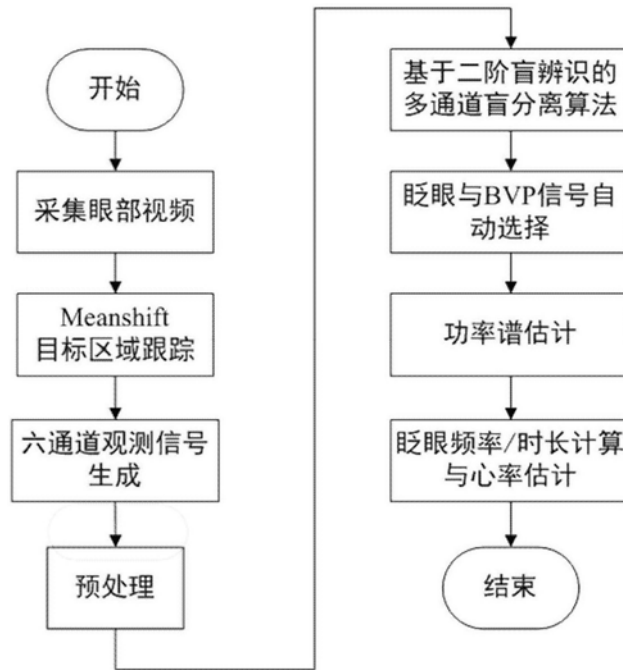 开始
采集眼部视频
Meanshift
目标区域跟踪
六通道观测信号
生成
预处理
基于二阶盲辨识的
多通道盲分离算法
眨眼与BVP信号自
动选择
功率谱估计
眨眼频率/时长计算
与心率估计
结束